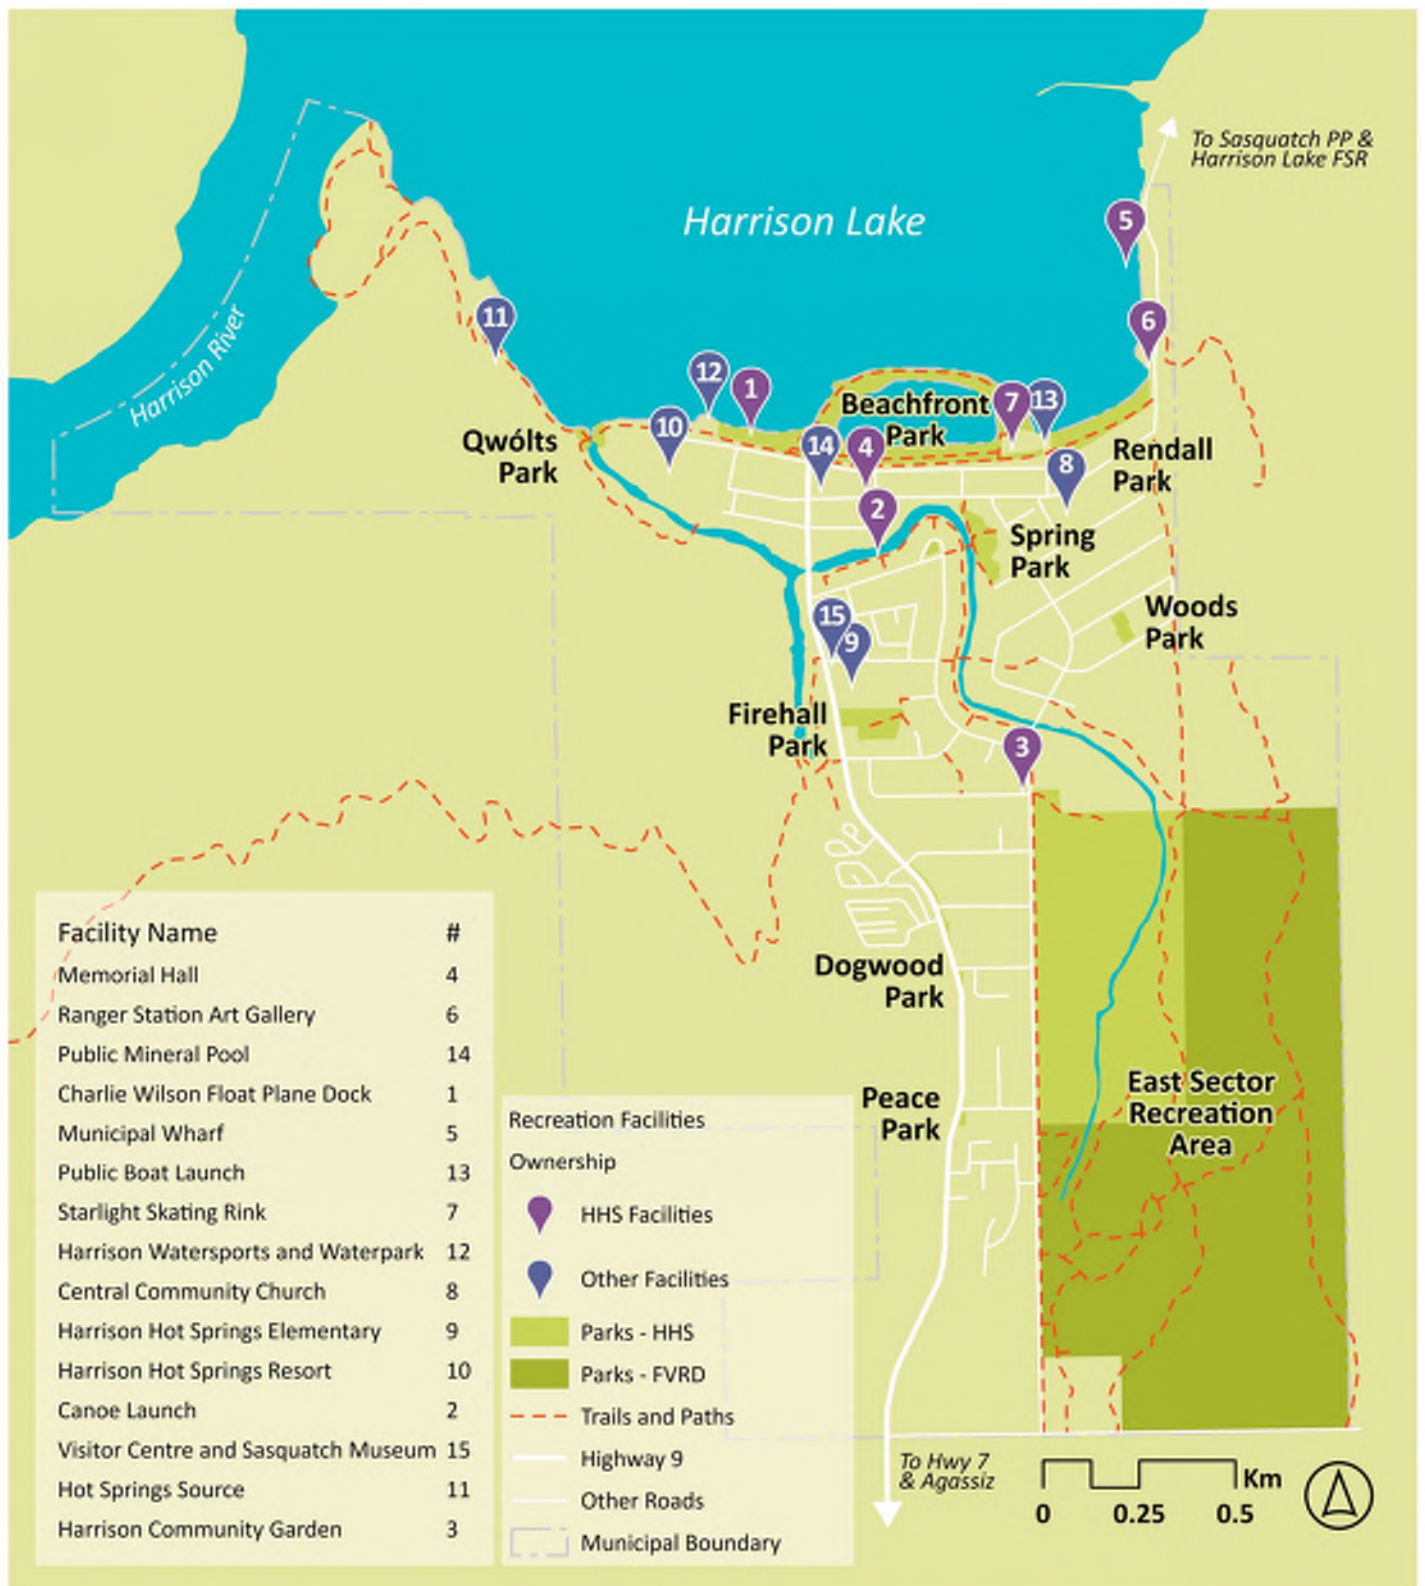 To Sasquatch PP &
Harrison Lake FSR
Harrison Lake
Harrison River
5
6
11
12
1
10
14
4
7
13
8
2
15
9
3
Beachfront
Park
Qwólts
Park
Rendall
Park
Spring
Park
Woods
Park
Firehall
Park
Dogwood
Park
Peace
Park
East Sector
Recreation
Area
Facility Name #
Memorial Hall 4
Ranger Station Art Gallery 6
Public Mineral Pool 14
Charlie Wilson Float Plane Dock 1
Municipal Wharf 5
Public Boat Launch 13
Starlight Skating Rink 7
Harrison Watersports and Waterpark 12
Central Community Church 8
Harrison Hot Springs Elementary 9
Harrison Hot Springs Resort 10
Canoe Launch 2
Visitor Centre and Sasquatch Museum 15
Hot Springs Source 11
Harrison Community Garden 3
Recreation Facilities
Ownership
HHS Facilities
Other Facilities
Parks - HHS
Parks - FVRD
Trails and Paths
Highway 9
Other Roads
Municipal Boundary
To Hwy 7
& Agassiz
Km
0 0.25 0.5